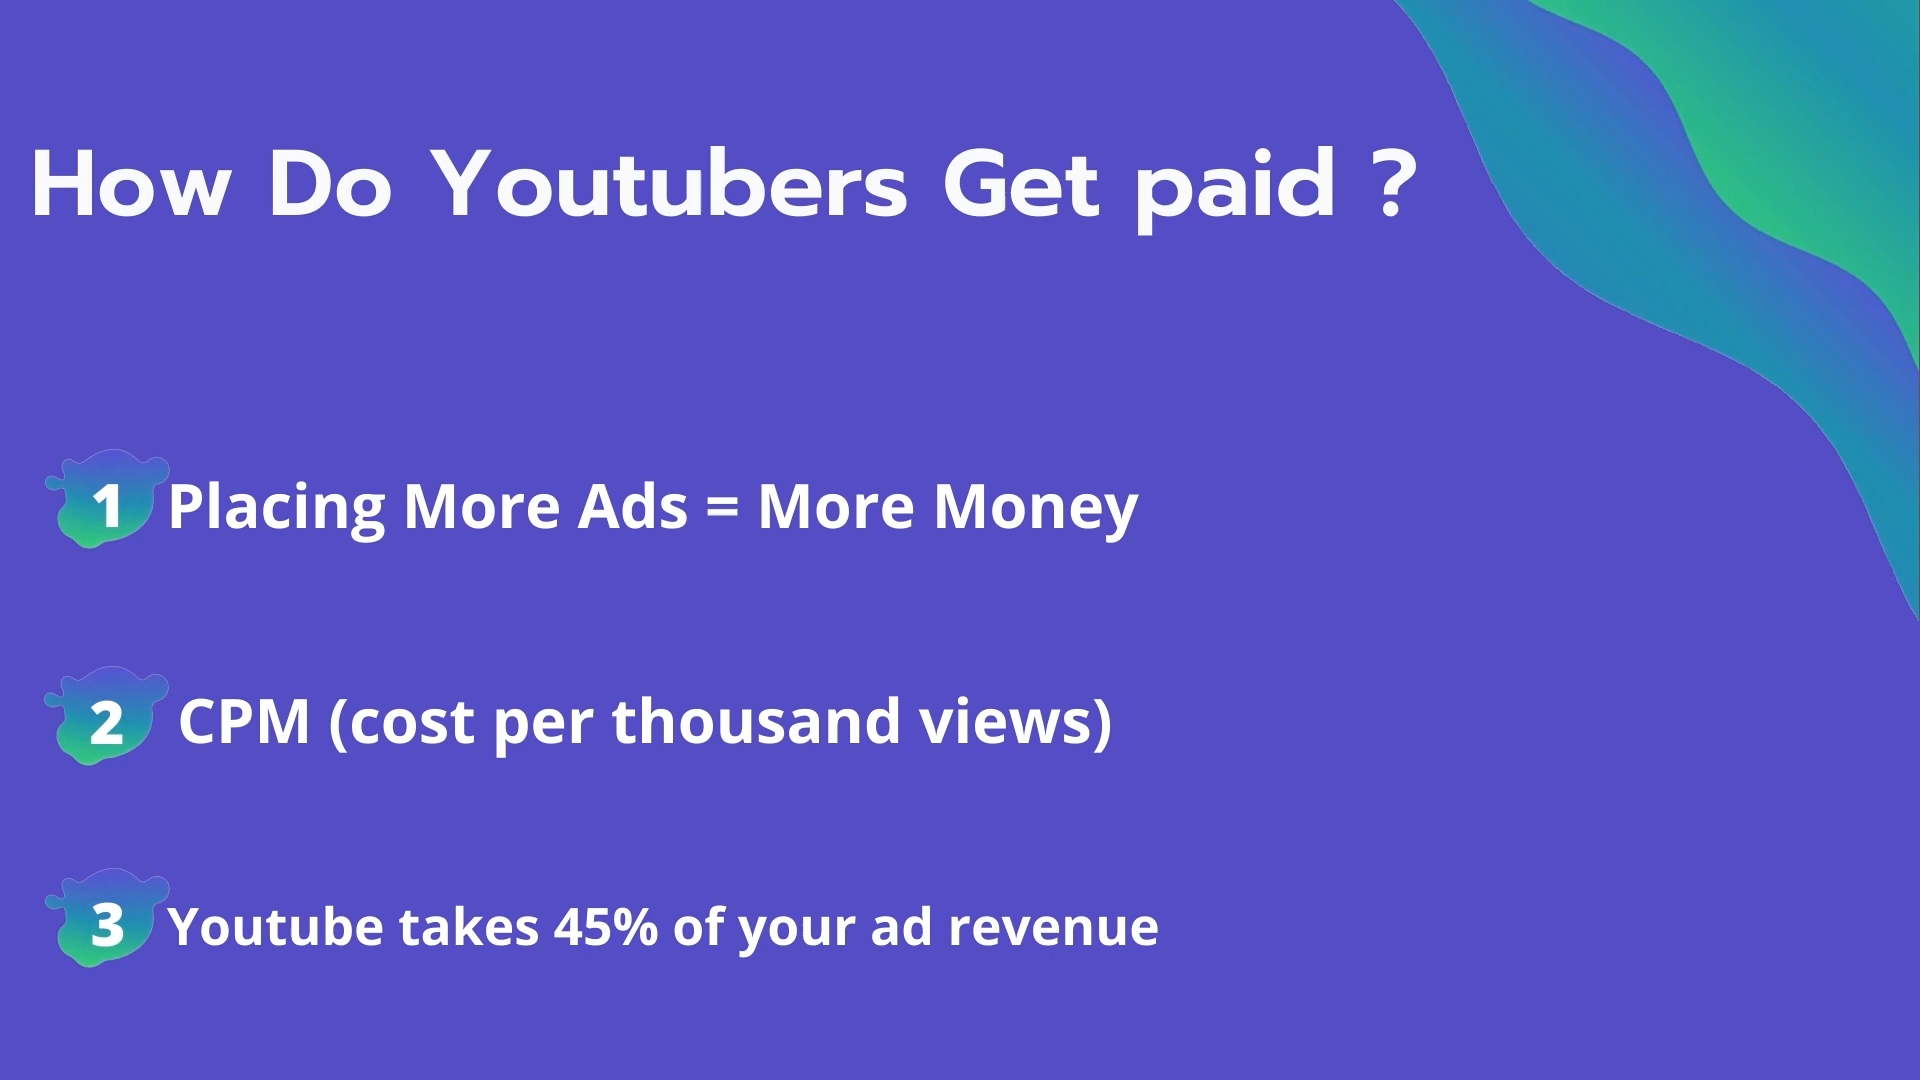 How Do Youtubers Get paid ?
1 Placing More Ads = More Money
2 CPM (cost per thousand views)
3 Youtube takes 45% of your ad revenue